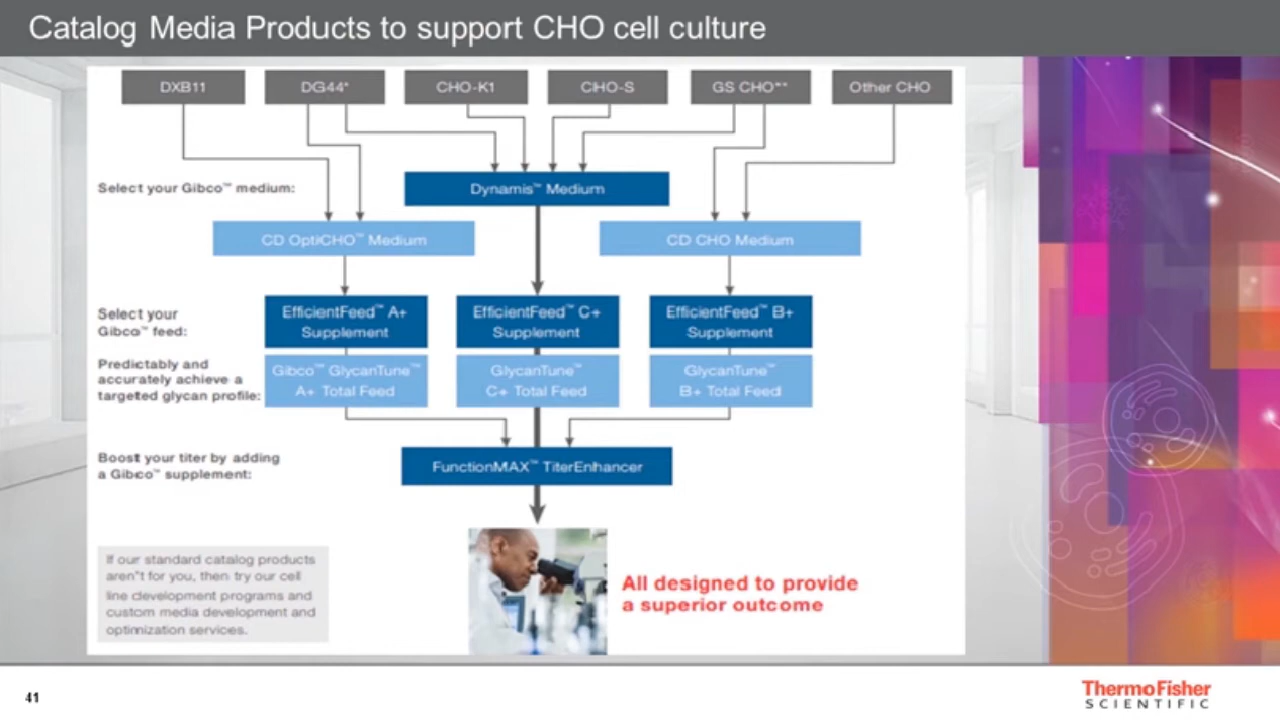 Catalog Media Products to support CHO cell culture
DXB11
DG44*
CHO-K1
CHO-S
GS CHO**
Other CHO
Select your Gibco™ medium:
Dynamis™ Medium
CD OptiCHO™ Medium
CD CHO Medium
Select your
Gibco™ feed:
EfficientFeed™ A+
Supplement
EfficientFeed™ C+
Supplement
EfficientFeed™ B+
Supplement
Predictably and
accurately achieve a
targeted glycan profile:
Gibco™ GlycanTune™
A+ Total Feed
GlycanTune™
C+ Total Feed
GlycanTune™
B+ Total Feed
Boost your titer by adding
a Gibco™ supplement:
FunctionMAX™ TiterEnhancer
If our standard catalog products
aren"t for you, then try our cell
line development programs and
custom media development and
optimization services.
All designed to provide
a superior outcome
41
ThermoFisher
SCIENTIFIC